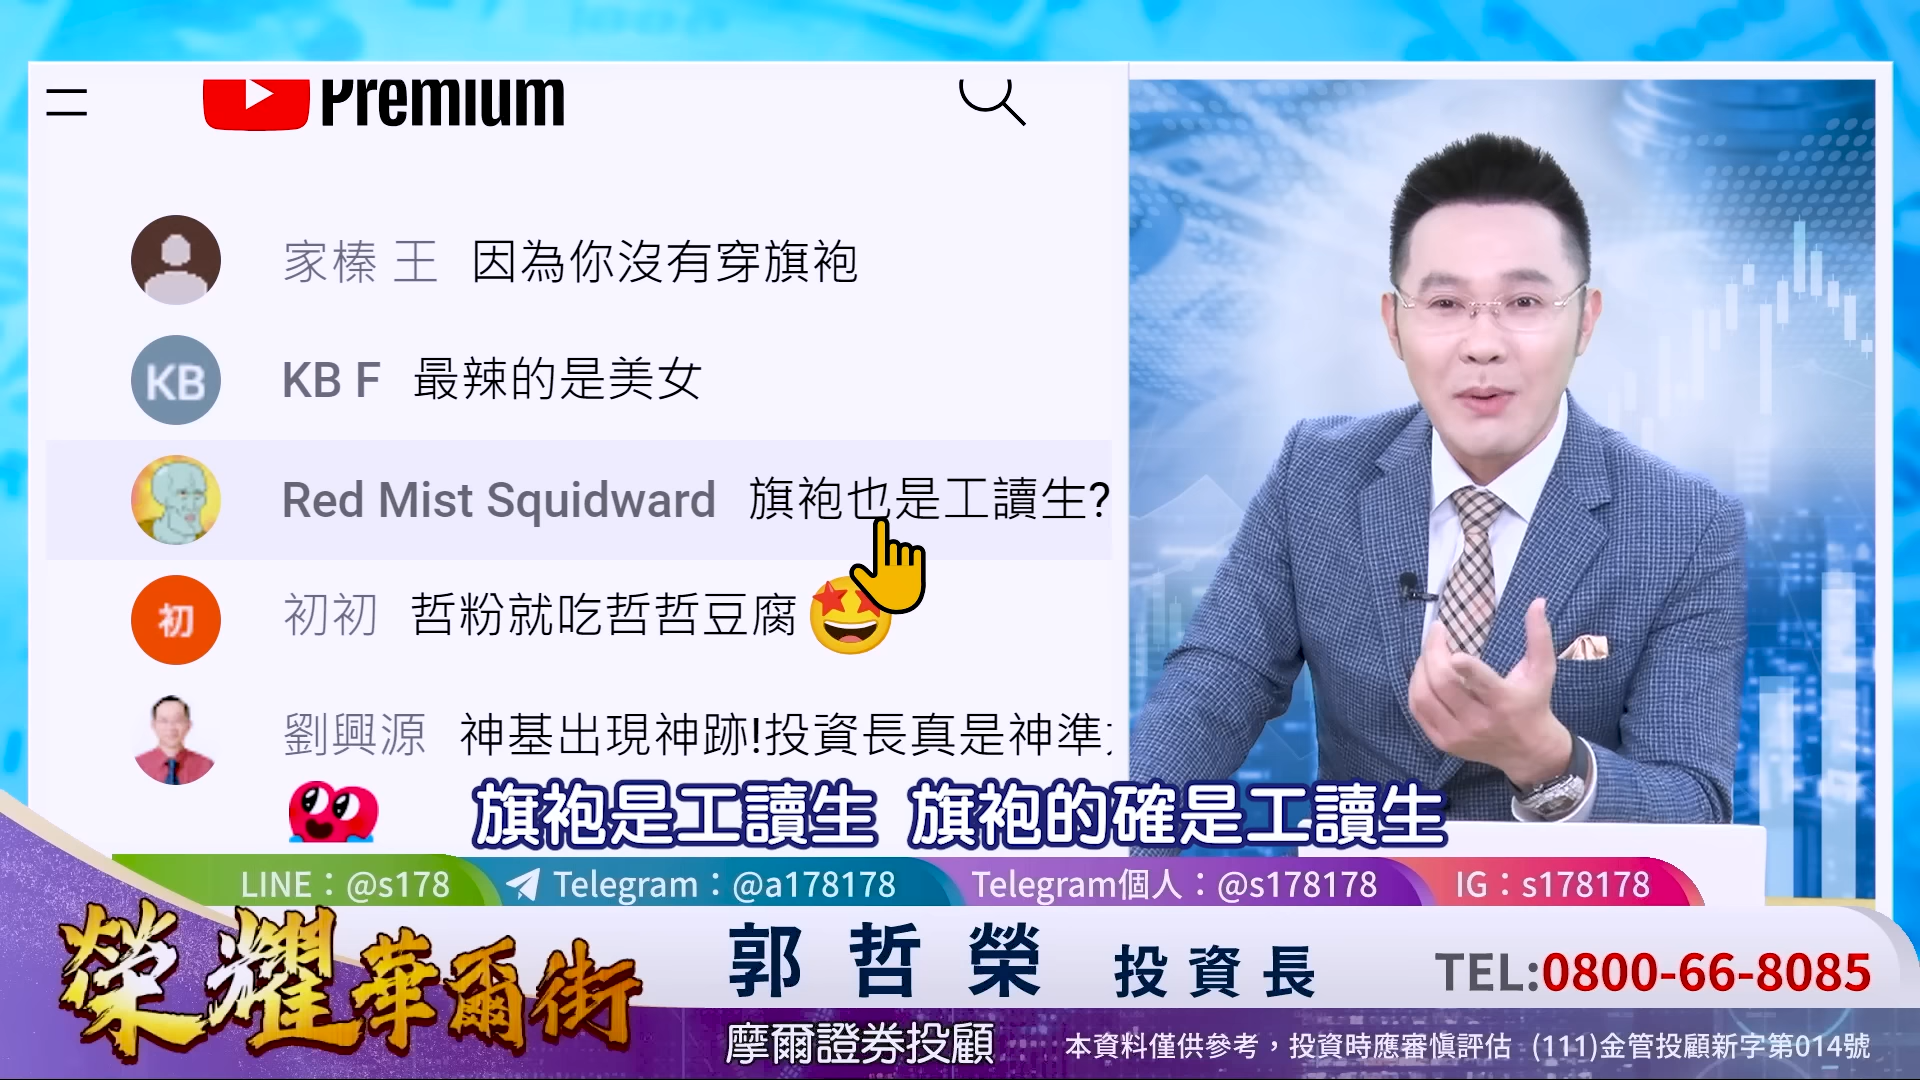 Premium
家榛 王 因為你沒有穿旗袍
KB
KB F 最辣的是美女
Red Mist Squidward 旗袍也是工讀生?
初
初初 哲粉就吃哲哲豆腐
劉興源 神基出現神跡!投資長真是神準
旗袍是工讀生 旗袍的確是工讀生
LINE：@s178
Telegram：@a178178
Telegram個人：@s178178
IG：s178178
榮耀華爾街
郭哲榮 投資長
TEL:0800-66-8085
摩爾證券投顧
本資料僅供參考，投資時應審慎評估 (111)金管投顧新字第014號